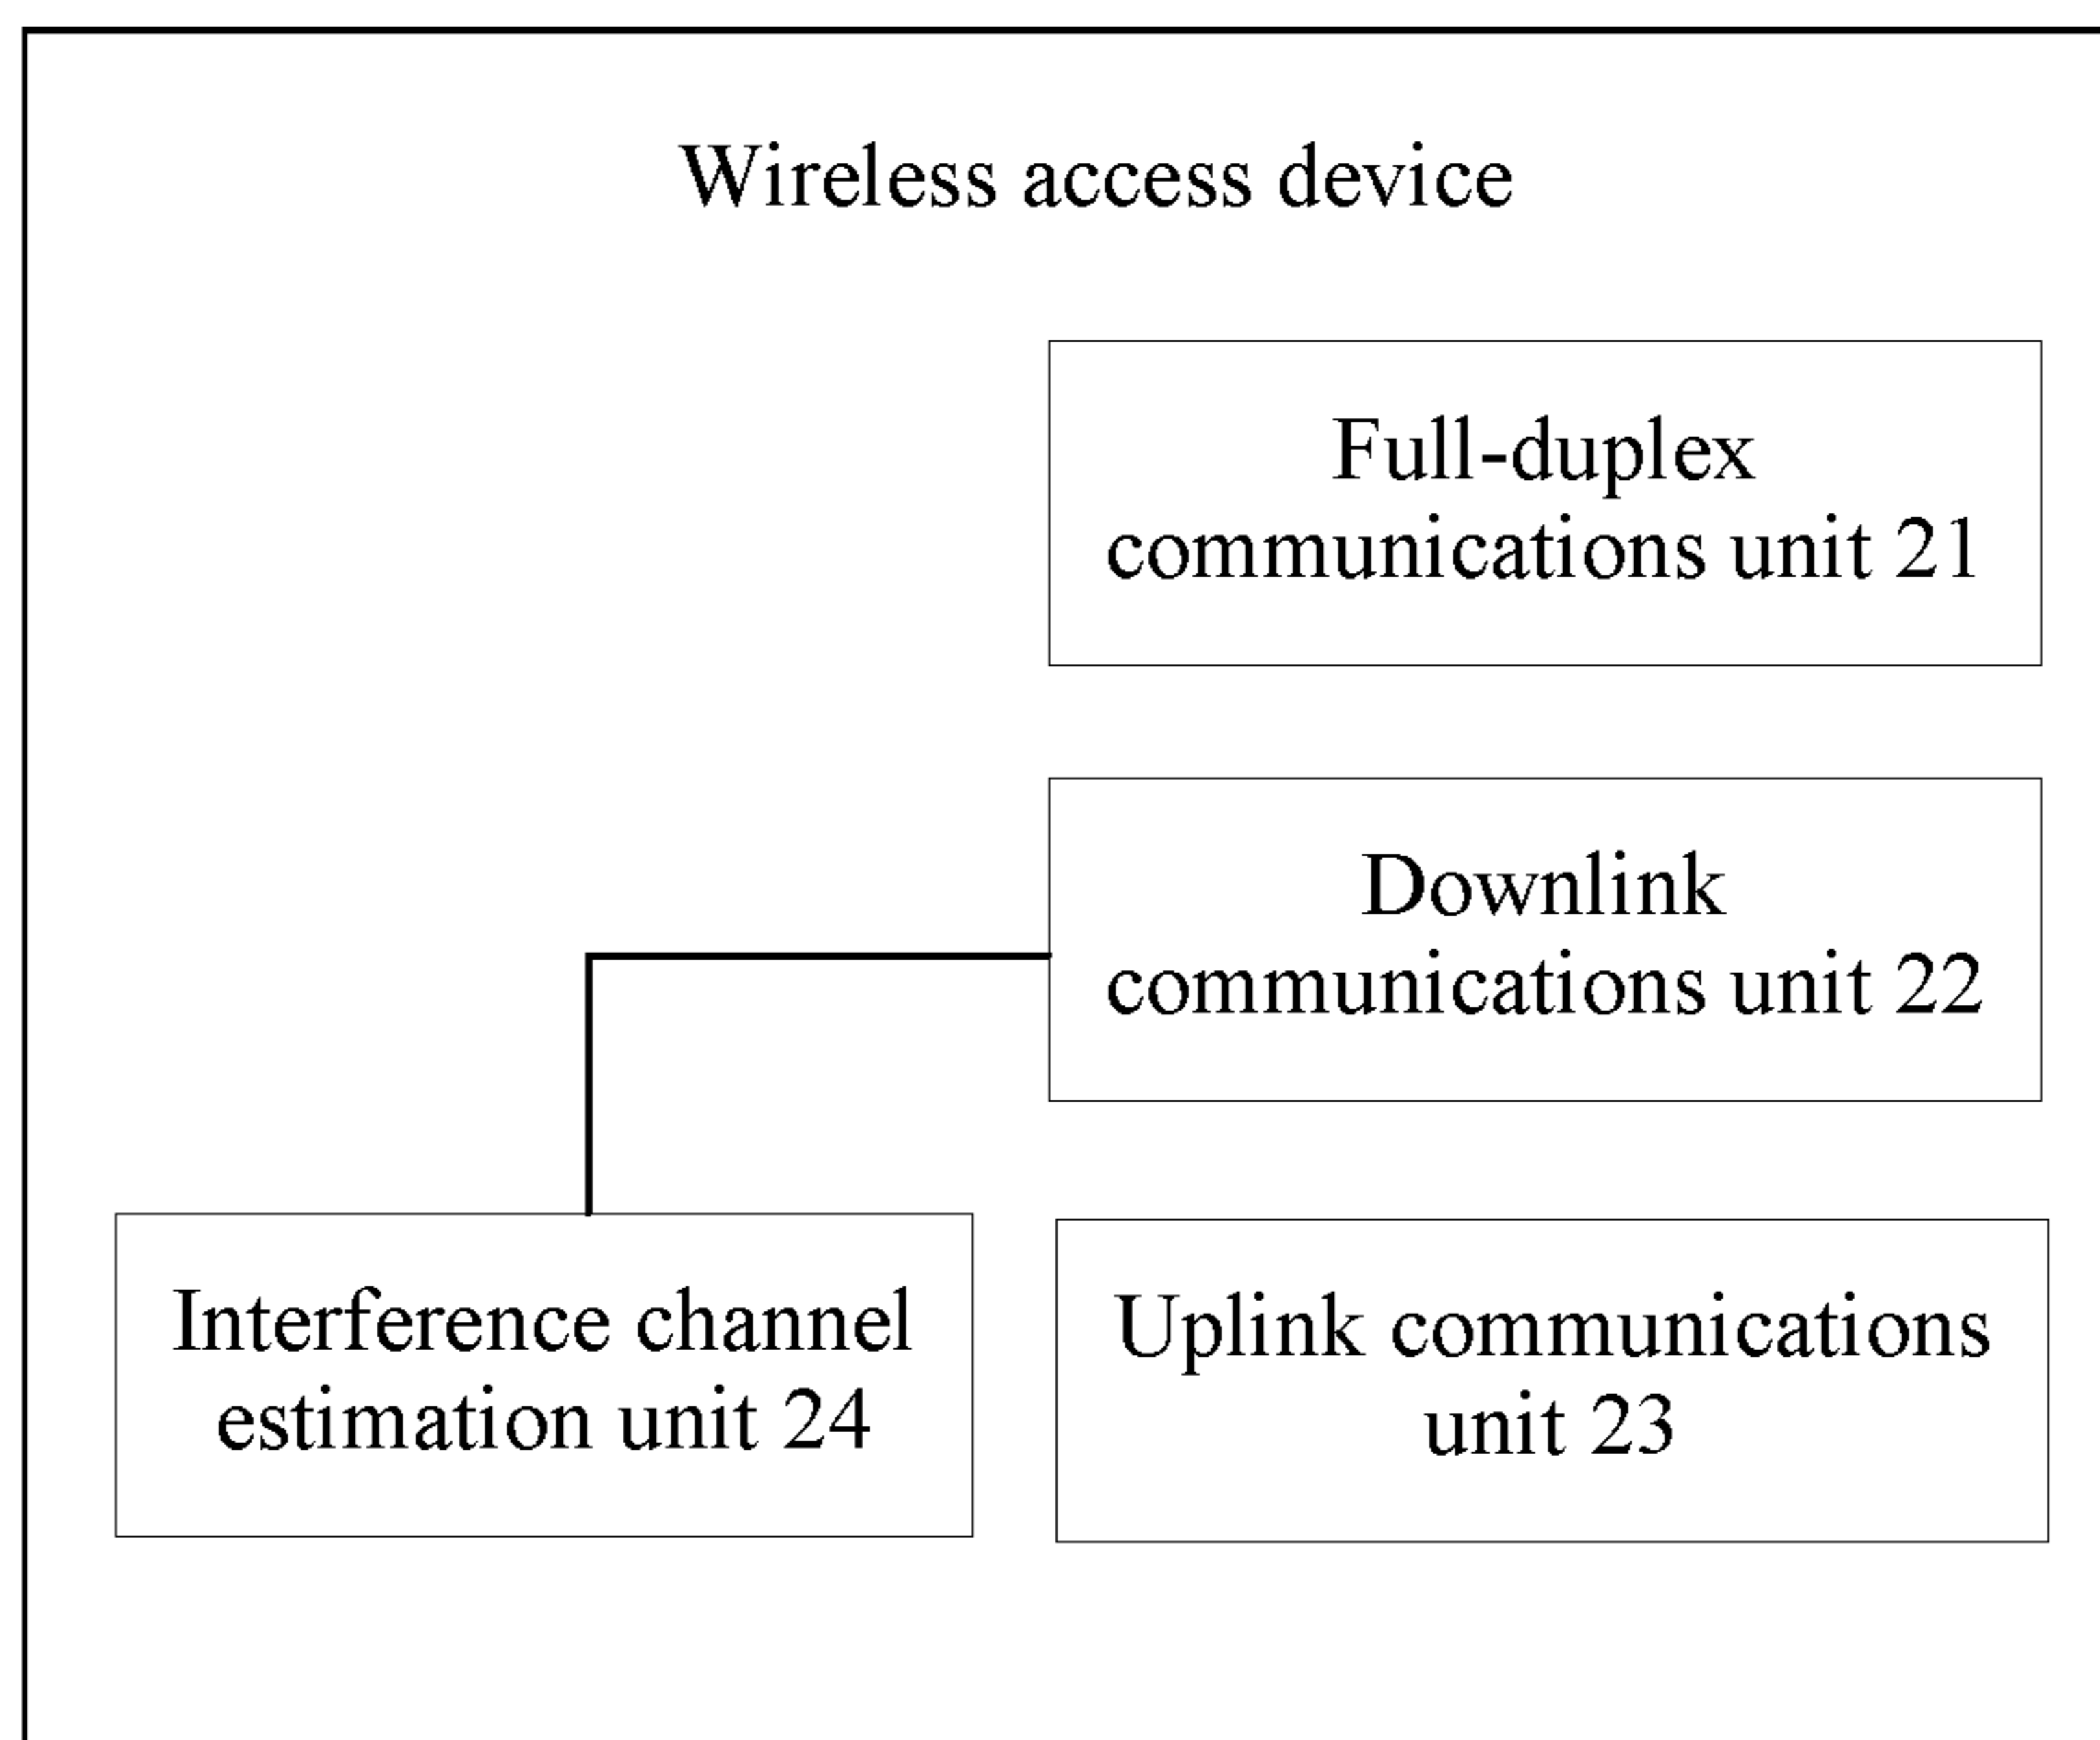 Wireless access device
Full-duplex
communications unit 21
Downlink
communications unit 22
Interference channel
estimation unit 24
Uplink communications
unit 23